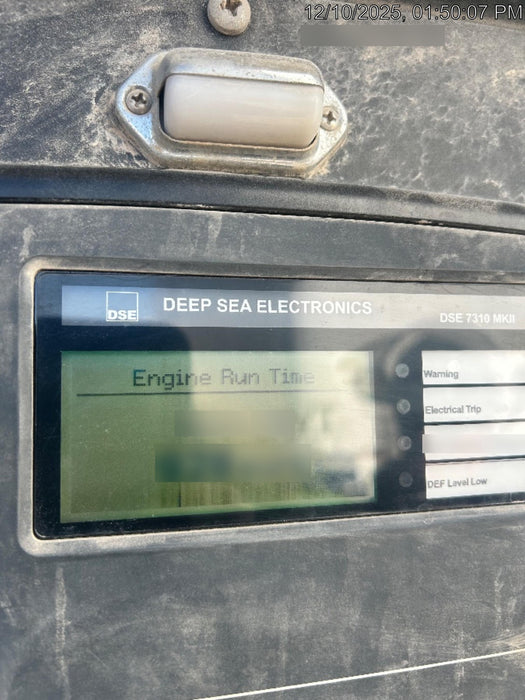 12/10/2025, 01:50:07 PM
DSE
DEEP SEA ELECTRONICS
DSE 7310 MKII
Engine Run Time
Warning
Electrical Trip
DEF Level Low